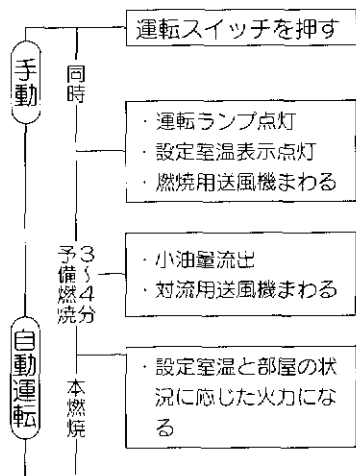 運転スイッチを押す
手動
同時
・運転ランプ点灯
・設定室温表示点灯
・燃焼用送風機まわる
3〜4分
予備燃焼
・小油量流出
・対流用送風機まわる
自動運転
本燃焼
・設定室温と部屋の状
況に応じた火力にな
る